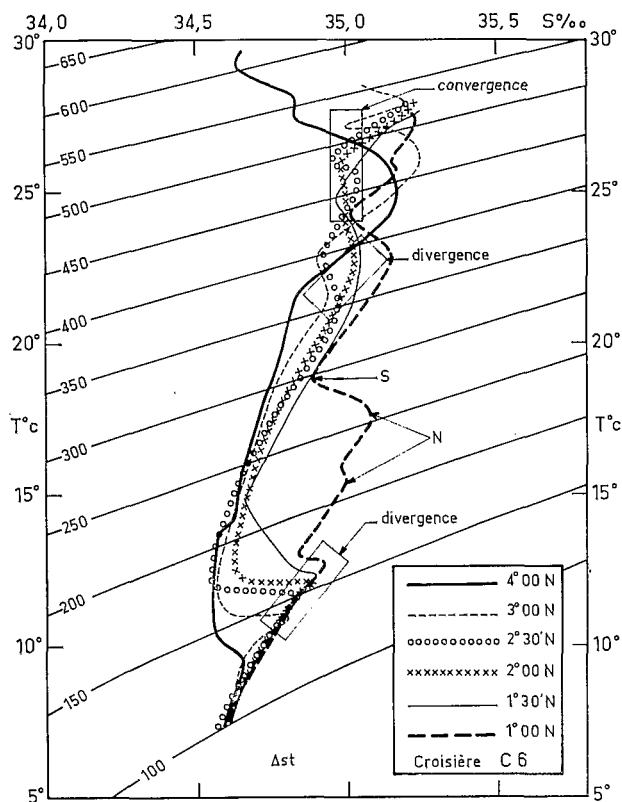 34,0 34,5 35,0 35,5 S‰
30° 30°
650
600
convergence
550
25° 25°
500
450
divergence
20° 20°
400
350
S
T°c T°c
300
N
15° 15°
250
divergence
200
4°00 N
3°00 N
2°30'N
10° 10°
2°00 N
150
1°30'N
1°00 N
100
Δst
Croisière C 6
5° 5°